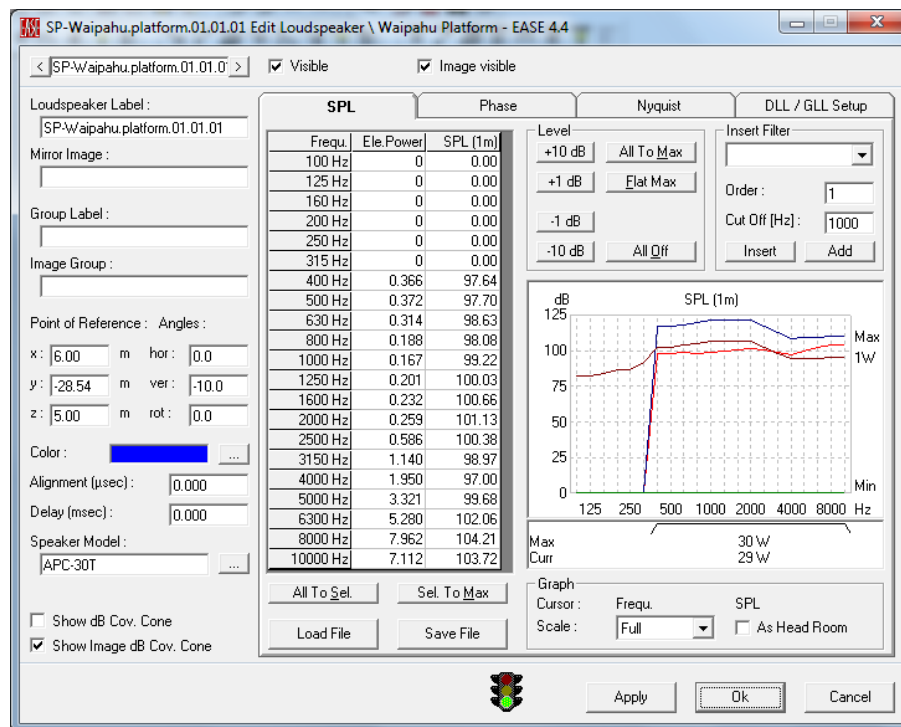 SP-Waipahu.platform.01.01.01 Edit Loudspeaker \ Waipahu Platform - EASE 4.4
< SP-Waipahu.platform.01.01.0 >
Visible
Image visible
Loudspeaker Label :
SP-Waipahu.platform.01.01.01
Mirror Image :
Group Label :
Image Group :
Point of Reference : Angles :
x : 6.00 m hor : 0.0
y : -28.54 m ver : -10.0
z : 5.00 m rot : 0.0
Color : ...
Alignment (µsec) : 0.000
Delay (msec) : 0.000
Speaker Model :
APC-30T ...
Show dB Cov. Cone
Show Image dB Cov. Cone
SPL Phase Nyquist DLL / GLL Setup
Frequ. Ele.Power SPL (1m)
100 Hz 0 0.00
125 Hz 0 0.00
160 Hz 0 0.00
200 Hz 0 0.00
250 Hz 0 0.00
315 Hz 0 0.00
400 Hz 0.366 97.64
500 Hz 0.372 97.70
630 Hz 0.314 98.63
800 Hz 0.188 98.08
1000 Hz 0.167 99.22
1250 Hz 0.201 100.03
1600 Hz 0.232 100.66
2000 Hz 0.259 101.13
2500 Hz 0.586 100.38
3150 Hz 1.140 98.97
4000 Hz 1.950 97.00
5000 Hz 3.321 99.68
6300 Hz 5.280 102.06
8000 Hz 7.962 104.21
10000 Hz 7.112 103.72
All To Sel. Sel. To Max
Load File Save File
Level
+10 dB All To Max
+1 dB Flat Max
-1 dB
-10 dB All Off
Insert Filter
Order : 1
Cut Off [Hz] : 1000
Insert Add
dB SPL (1m)
125
100
75
50
25
0
Max
1W
Min
125 250 500 1000 2000 4000 8000 Hz
Max 30 W
Curr 29 W
Graph
Cursor : Frequ. SPL
Scale : Full As Head Room
Apply Ok Cancel